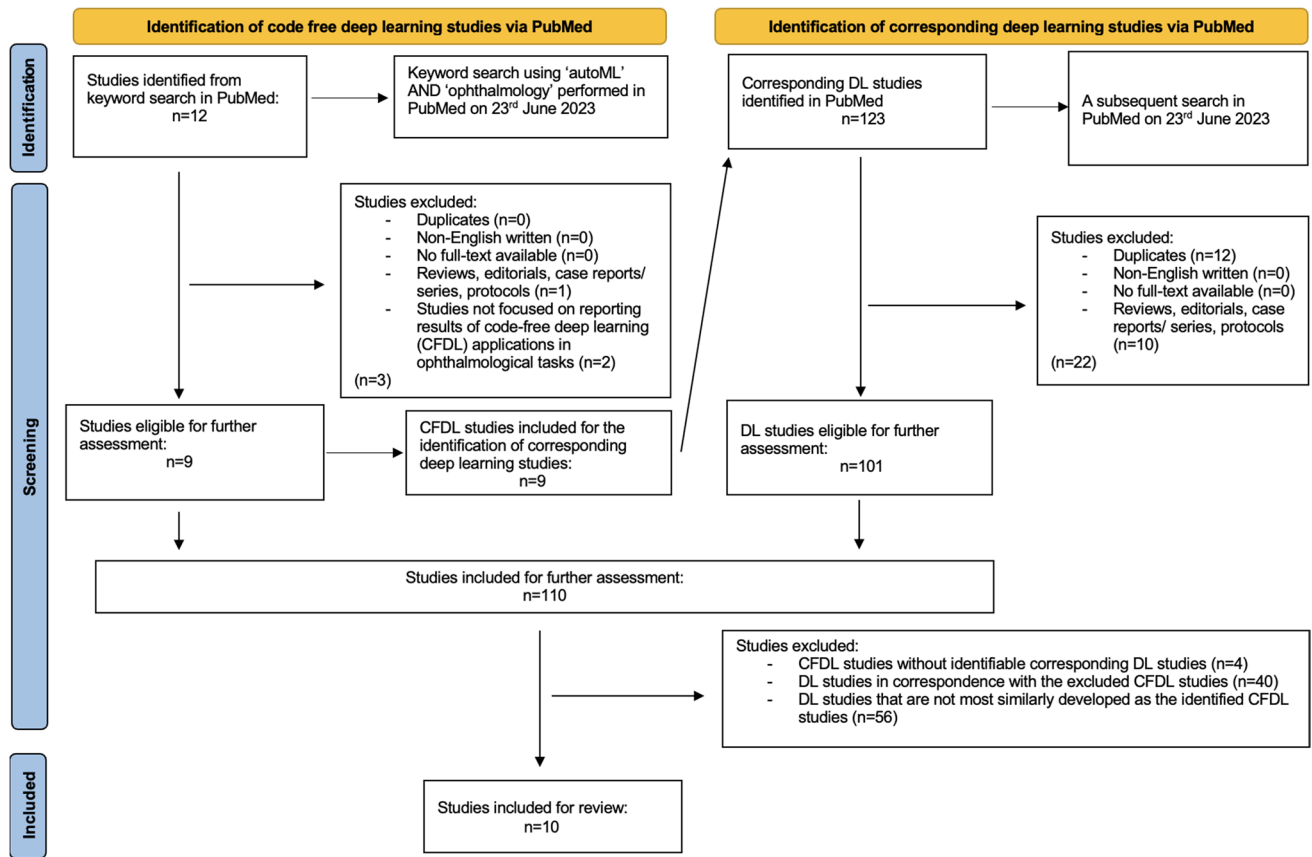 Identification of code free deep learning studies via PubMed
Identification of corresponding deep learning studies via PubMed
Identification
Studies identified from
keyword search in PubMed:
n=12
Keyword search using ‘autoML’
AND ‘ophthalmology’ performed in
PubMed on 23rd June 2023
Corresponding DL studies
identified in PubMed
n=123
A subsequent search in
PubMed on 23rd June 2023
Screening
Studies excluded:
- Duplicates (n=0)
- Non-English written (n=0)
- No full-text available (n=0)
- Reviews, editorials, case reports/
series, protocols (n=1)
- Studies not focused on reporting
results of code-free deep learning
(CFDL) applications in
ophthalmological tasks (n=2)
(n=3)
Studies excluded:
- Duplicates (n=12)
- Non-English written (n=0)
- No full-text available (n=0)
- Reviews, editorials, case
reports/ series, protocols
(n=10)
(n=22)
Studies eligible for further
assessment:
n=9
CFDL studies included for the
identification of corresponding
deep learning studies:
n=9
DL studies eligible for further
assessment:
n=101
Studies included for further assessment:
n=110
Studies excluded:
- CFDL studies without identifiable corresponding DL studies (n=4)
- DL studies in correspondence with the excluded CFDL studies (n=40)
- DL studies that are not most similarly developed as the identified CFDL
studies (n=56)
Included
Studies included for review:
n=10